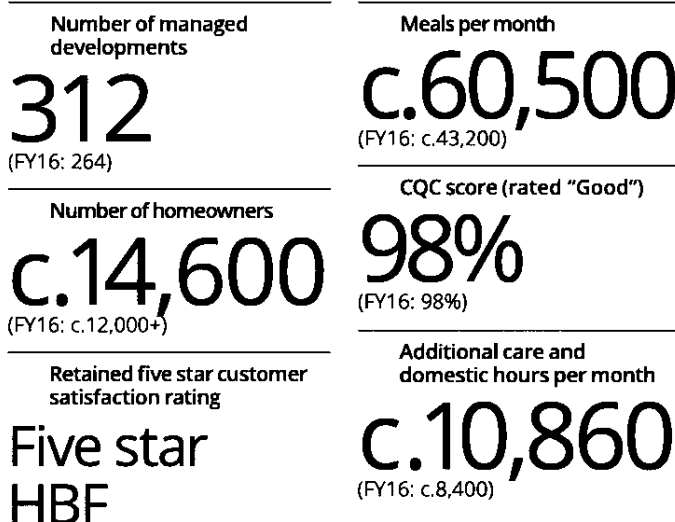 Number of managed
developments
312
(FY16: 264)
Number of homeowners
c.14,600
(FY16: c.12,000+)
Retained five star customer
satisfaction rating
Five star
HBF
Meals per month
c.60,500
(FY16: c.43,200)
CQC score (rated “Good”)
98%
(FY16: 98%)
Additional care and
domestic hours per month
c.10,860
(FY16: c.8,400)